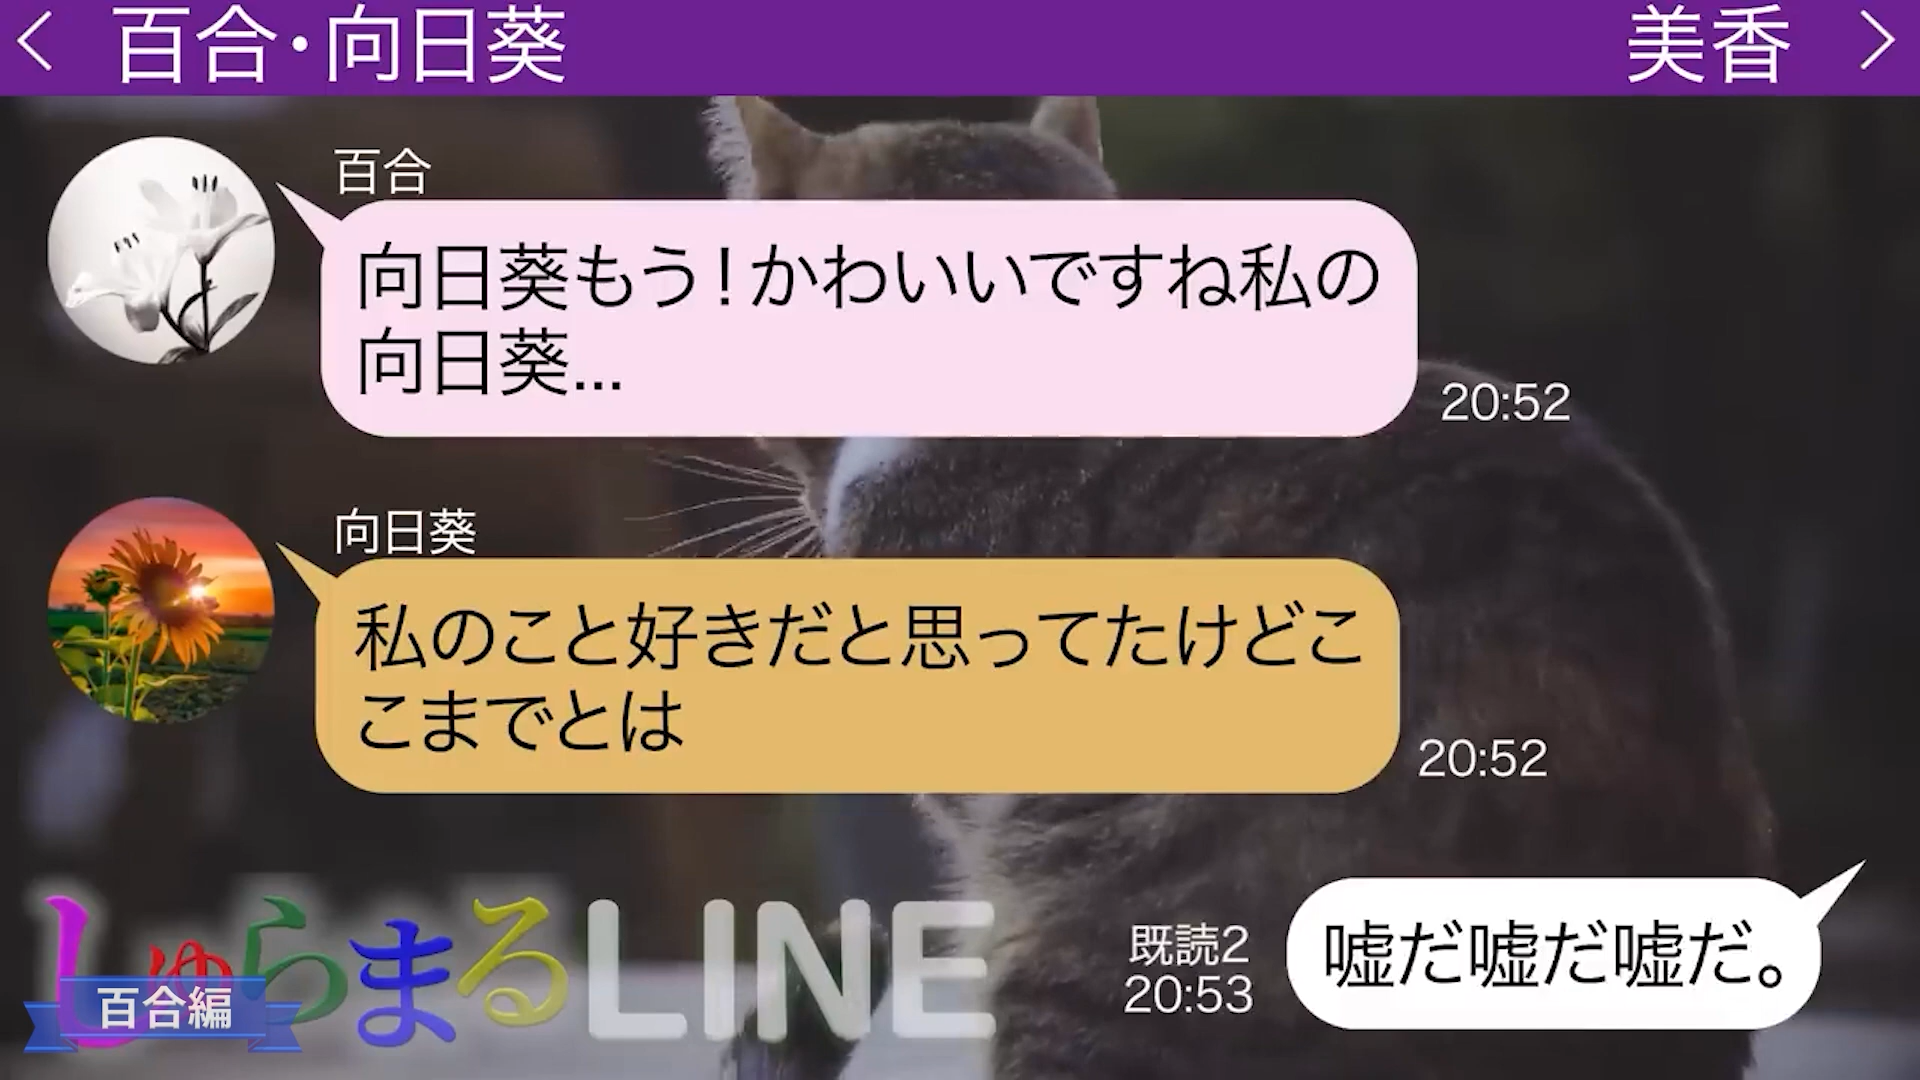 百合・向日葵
美香
百合
向日葵もう！かわいいですね私の
向日葵...
20:52
向日葵
私のこと好きだと思ってたけどこ
こまでとは
20:52
既読2
20:53
嘘だ嘘だ嘘だ。
しゅらまるLINE
百合編